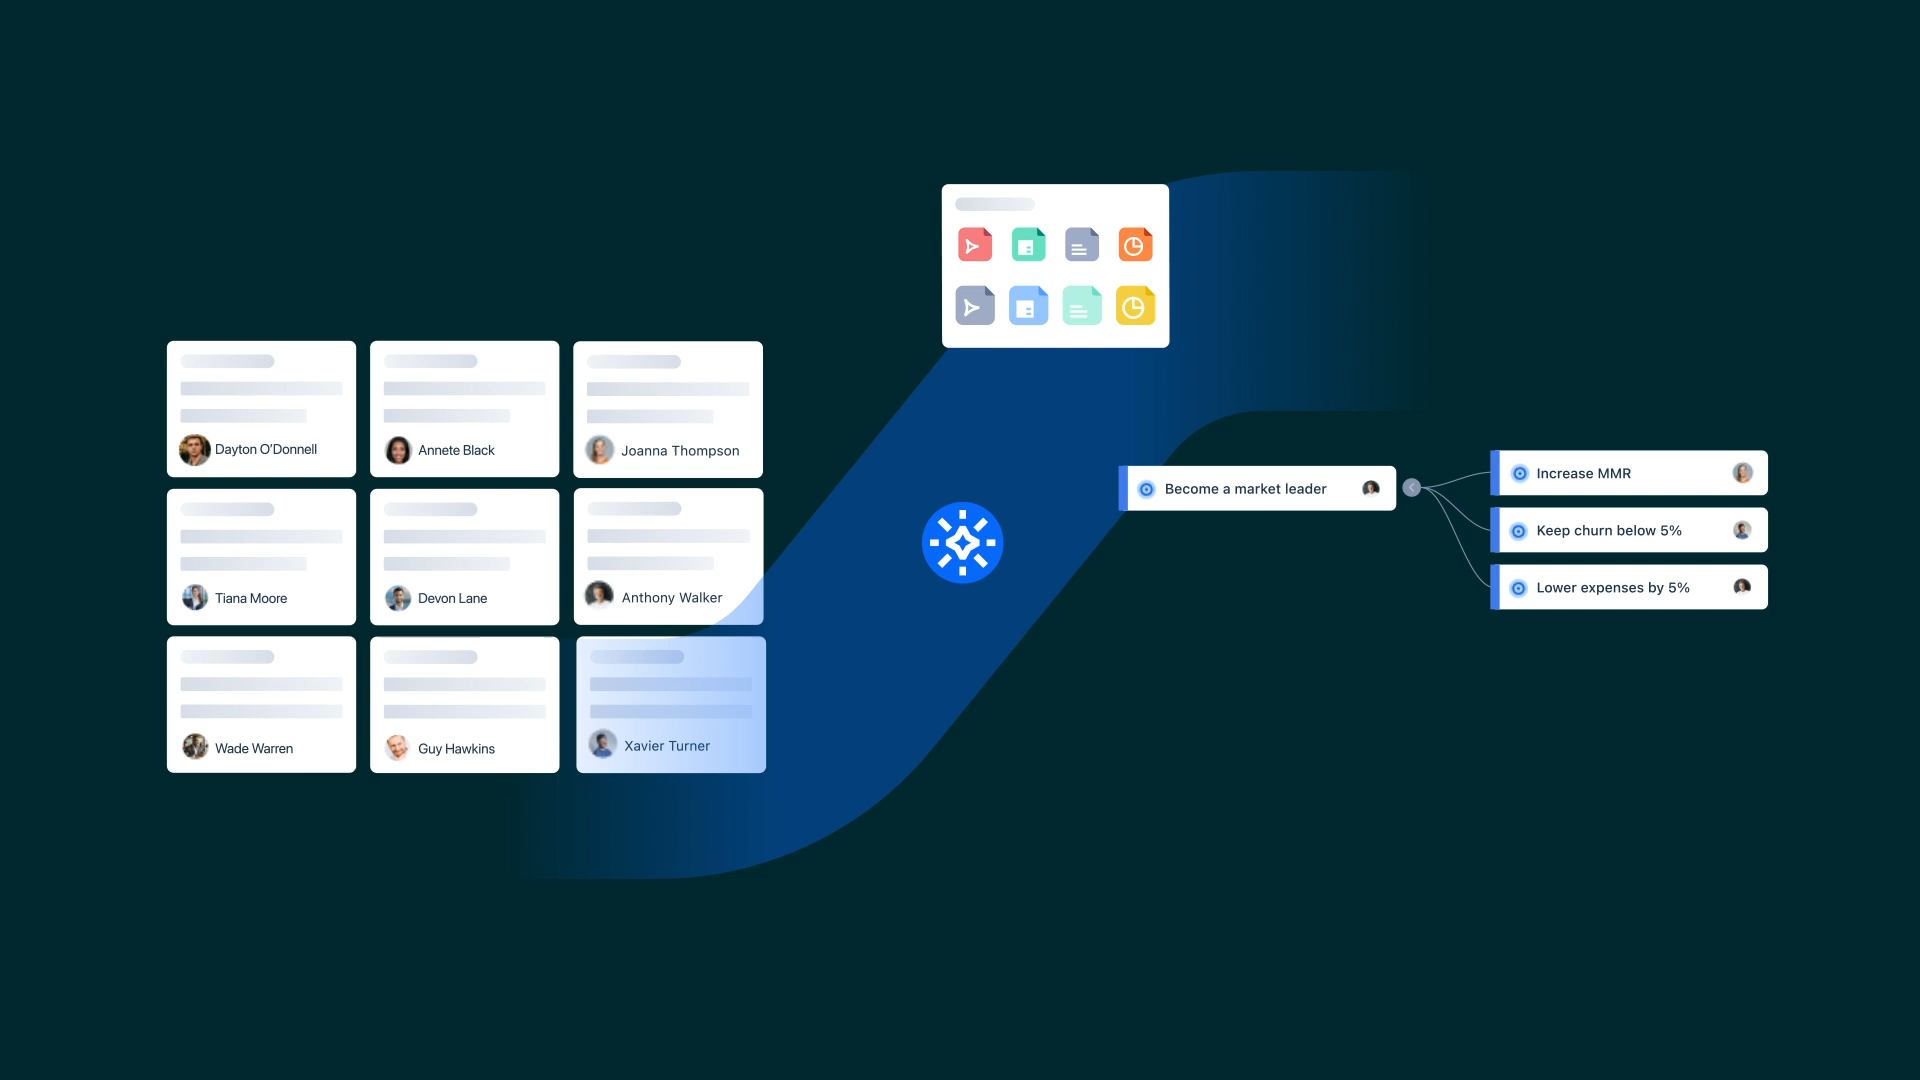 Dayton O’Donnell
Annete Black
Joanna Thompson
Tiana Moore
Devon Lane
Anthony Walker
Wade Warren
Guy Hawkins
Xavier Turner
Become a market leader
Increase MMR
Keep churn below 5%
Lower expenses by 5%